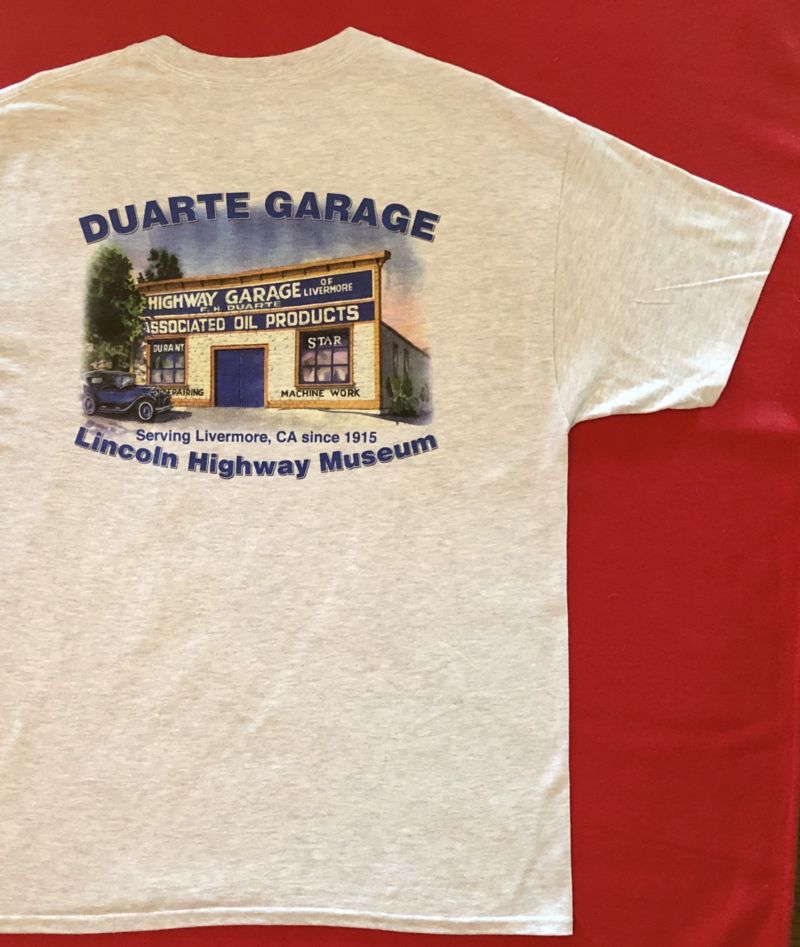 DUARTE GARAGE
HIGHWAY GARAGE OF LIVERMORE
F. H. DUARTE
ASSOCIATED OIL PRODUCTS
DURANT
STAR
REPAIRING
MACHINE WORK
Serving Livermore, CA since 1915
Lincoln Highway Museum